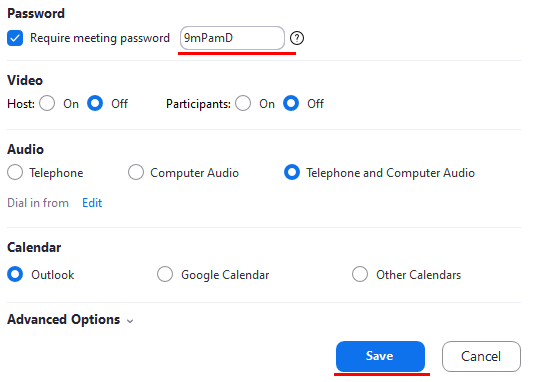 Password
Require meeting password 9mPamD ?
Video
Host: On Off Participants: On Off
Audio
Telephone Computer Audio Telephone and Computer Audio
Dial in from Edit
Calendar
Outlook Google Calendar Other Calendars
Advanced Options
Save Cancel